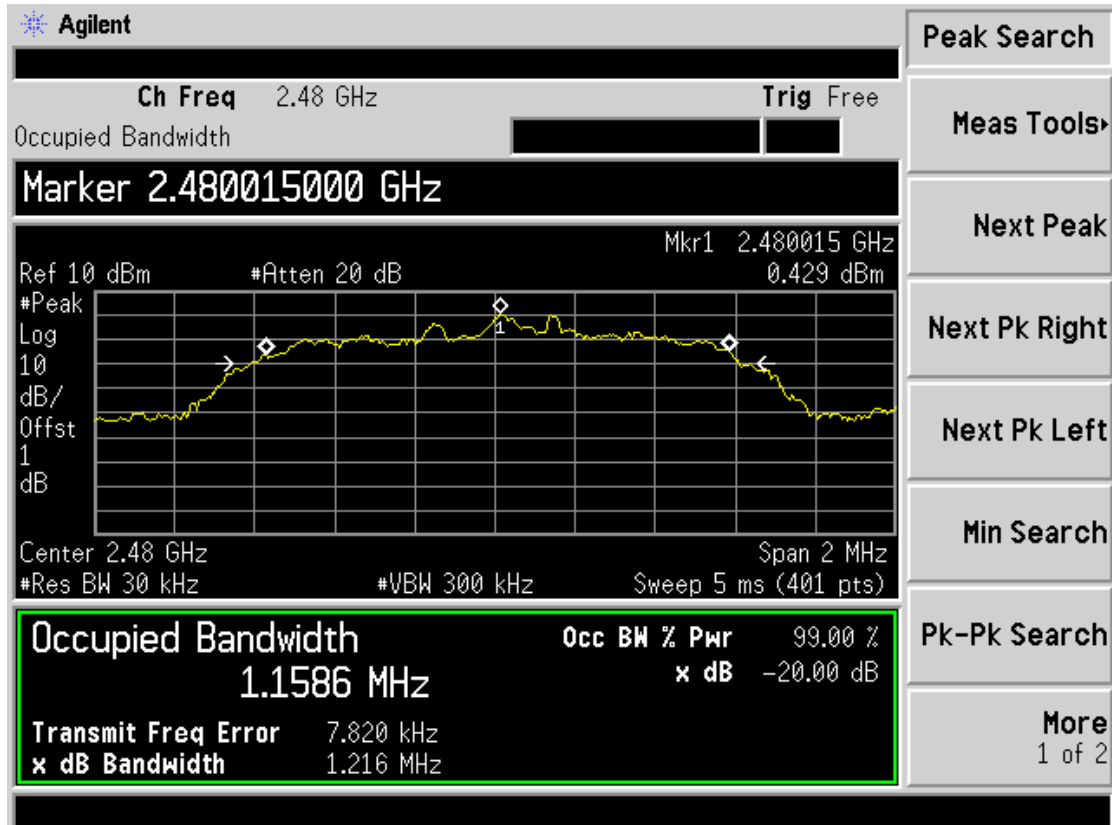 Agilent
Peak Search
Ch Freq 2.48 GHz Trig Free
Occupied Bandwidth
Meas Tools
Marker 2.480015000 GHz
Next Peak
Mkr1 2.480015 GHz
Ref 10 dBm #Atten 20 dB 0.429 dBm
#Peak
Log
10
dB/
Offst
1
dB
1
Next Pk Right
Next Pk Left
Min Search
Center 2.48 GHz Span 2 MHz
#Res BW 30 kHz #VBW 300 kHz Sweep 5 ms (401 pts)
Occupied Bandwidth Occ BW % Pwr 99.00 %
1.1586 MHz x dB -20.00 dB
Pk-Pk Search
Transmit Freq Error 7.820 kHz
x dB Bandwidth 1.216 MHz
More
1 of 2